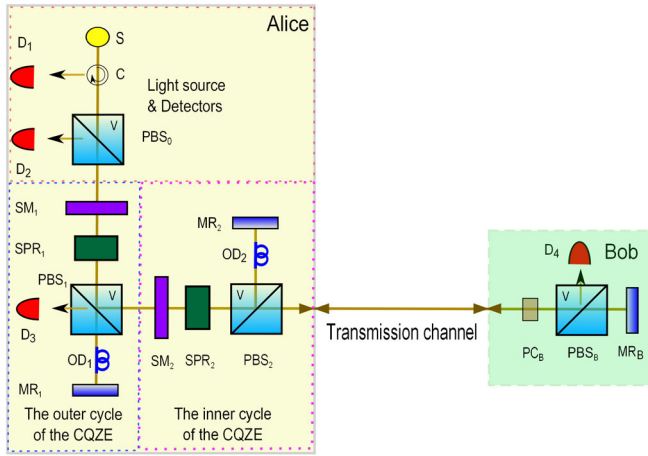 Alice
D1
S
C
Light source
& Detectors
V
PBS0
D2
SM1
SPR1
PBS1
V
D3
OD1
MR1
The outer cycle
of the CQZE
MR2
OD2
V
SM2
SPR2
PBS2
The inner cycle
of the CQZE
Transmission channel
Bob
D4
V
PCB
PBSB
MRB